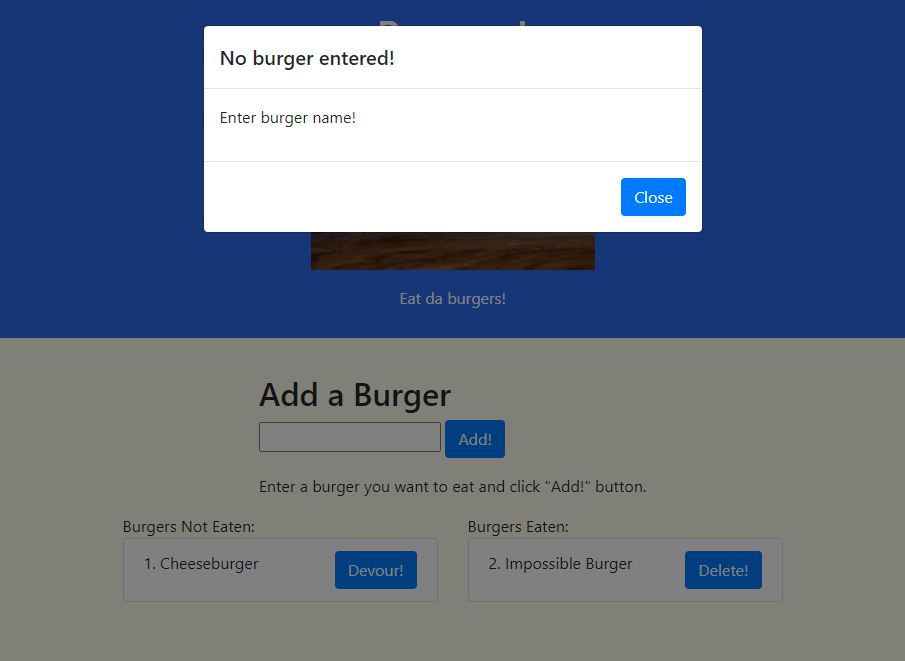 No burger entered!
Enter burger name!
Close
Eat da burgers!
Add a Burger
Add!
Enter a burger you want to eat and click "Add!" button.
Burgers Not Eaten:
1. Cheeseburger
Devour!
Burgers Eaten:
2. Impossible Burger
Delete!